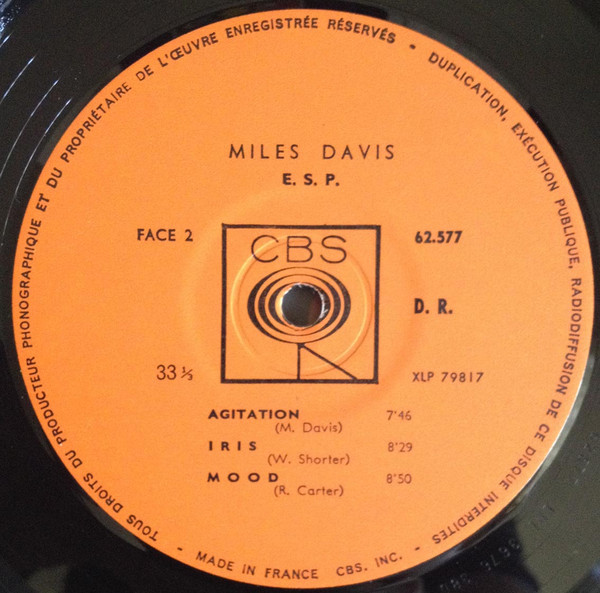 TOUS DROITS DU PRODUCTEUR PHONOGRAPHIQUE ET DU PROPRIÉTAIRE DE L'ŒUVRE ENREGISTRÉE RÉSERVÉS - DUPLICATION, EXÉCUTION PUBLIQUE, RADIODIFFUSION DE CE DISQUE INTERDITES
MILES DAVIS
E. S. P.
FACE 2
CBS
62.577
D. R.
33 ⅓
XLP 79817
AGITATION 7'46
(M. Davis)
IRIS 8'29
(W. Shorter)
MOOD 8'50
(R. Carter)
- MADE IN FRANCE CBS. INC. -